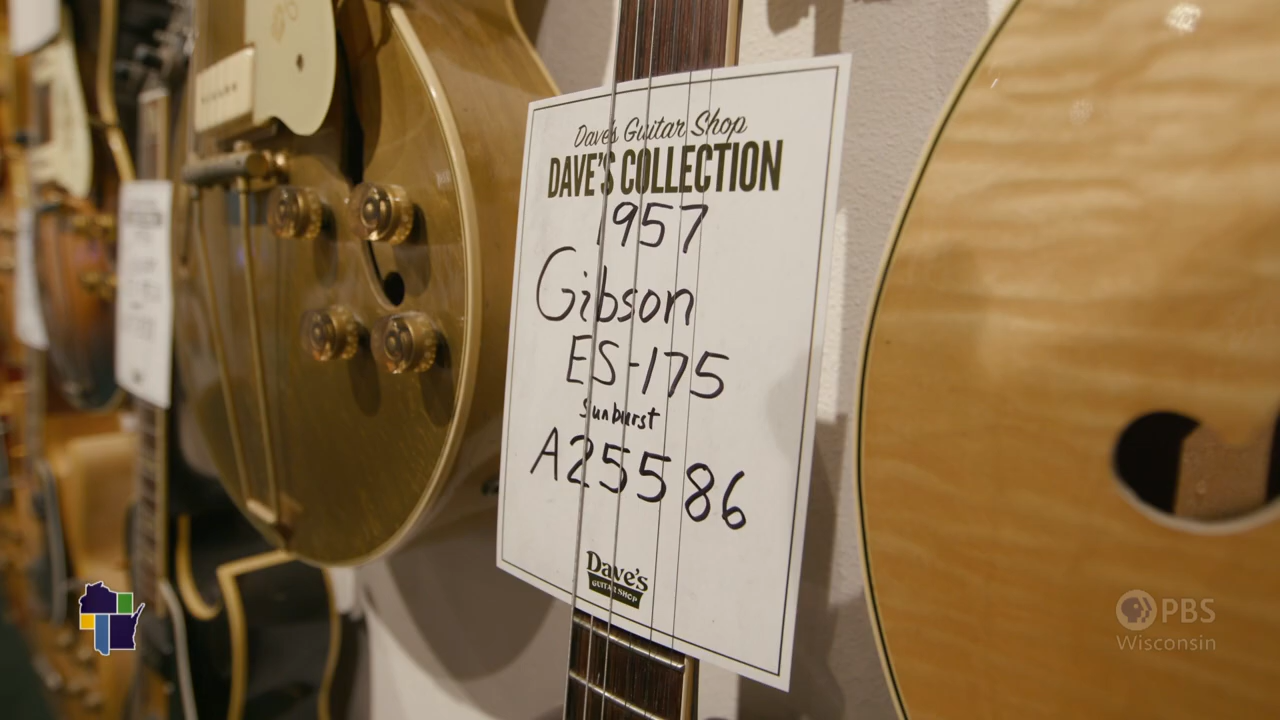 Dave's Guitar Shop
DAVE'S COLLECTION
1957
Gibson
ES-175
Sunburst
A25586
Dave's
GUITAR SHOP
PBS
Wisconsin